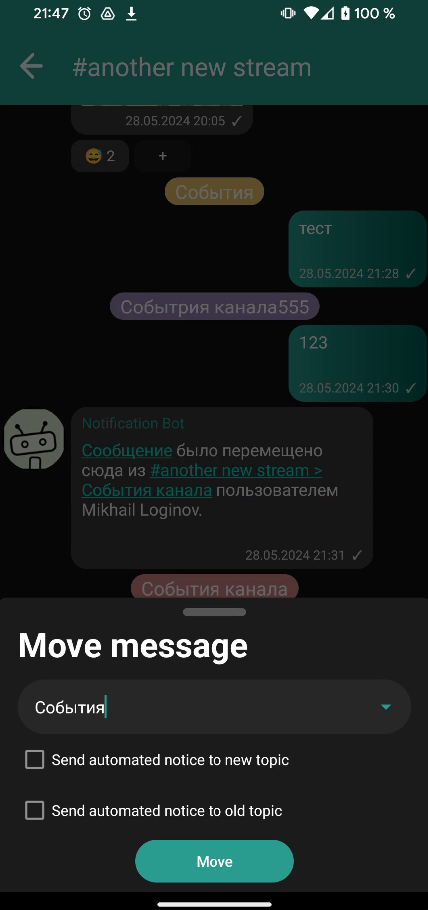 21:47 100 %
#another new stream
28.05.2024 20:05 ✓
😅 2 +
События
тест
28.05.2024 21:28 ✓
Событрия канала555
123
28.05.2024 21:30 ✓
Notification Bot
Сообщение было перемещено
сюда из #another new stream >
События канала пользователем
Mikhail Loginov.
28.05.2024 21:31 ✓
События канала
Move message
События
Send automated notice to new topic
Send automated notice to old topic
Move